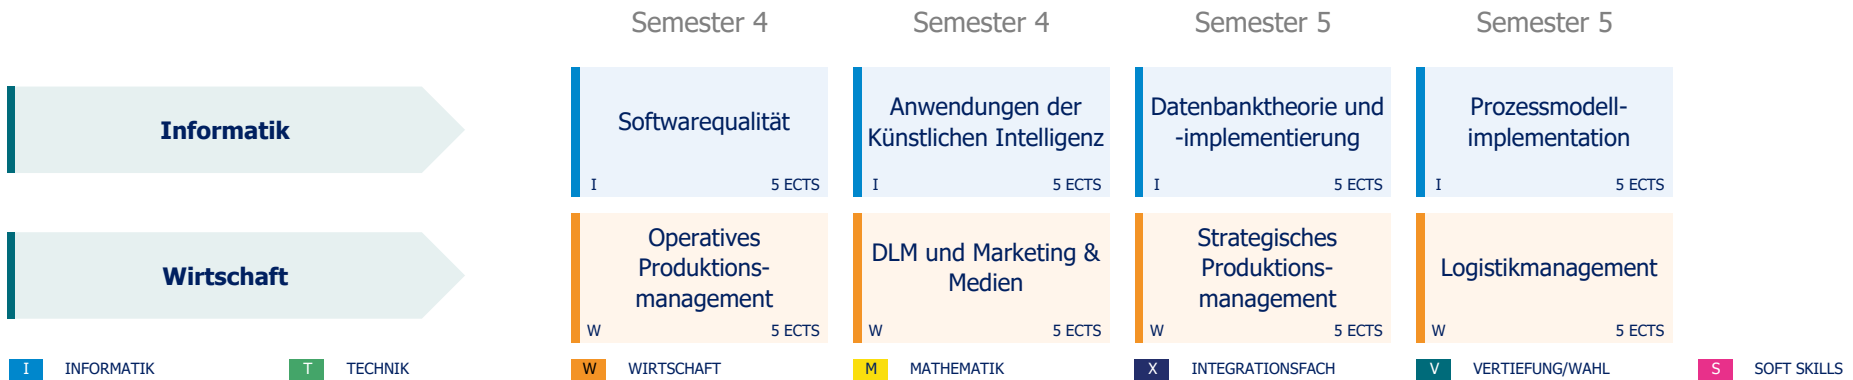 Semester 4
Semester 4
Semester 5
Semester 5
Informatik
Softwarequalität
I 5 ECTS
Anwendungen der
Künstlichen Intelligenz
I 5 ECTS
Datenbanktheorie und
-implementierung
I 5 ECTS
Prozessmodell-
implementation
I 5 ECTS
Wirtschaft
Operatives
Produktions-
management
W 5 ECTS
DLM und Marketing &
Medien
W 5 ECTS
Strategisches
Produktions-
management
W 5 ECTS
Logistikmanagement
W 5 ECTS
I INFORMATIK
T TECHNIK
W WIRTSCHAFT
M MATHEMATIK
X INTEGRATIONSFACH
V VERTIEFUNG/WAHL
S SOFT SKILLS